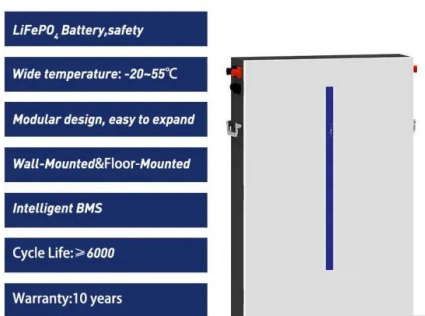 LiFePO₄ Battery,safety
Wide temperature: -20~55℃
Modular design, easy to expand
Wall-Mounted&Floor-Mounted
Intelligent BMS
Cycle Life:≥6000
Warranty:10 years